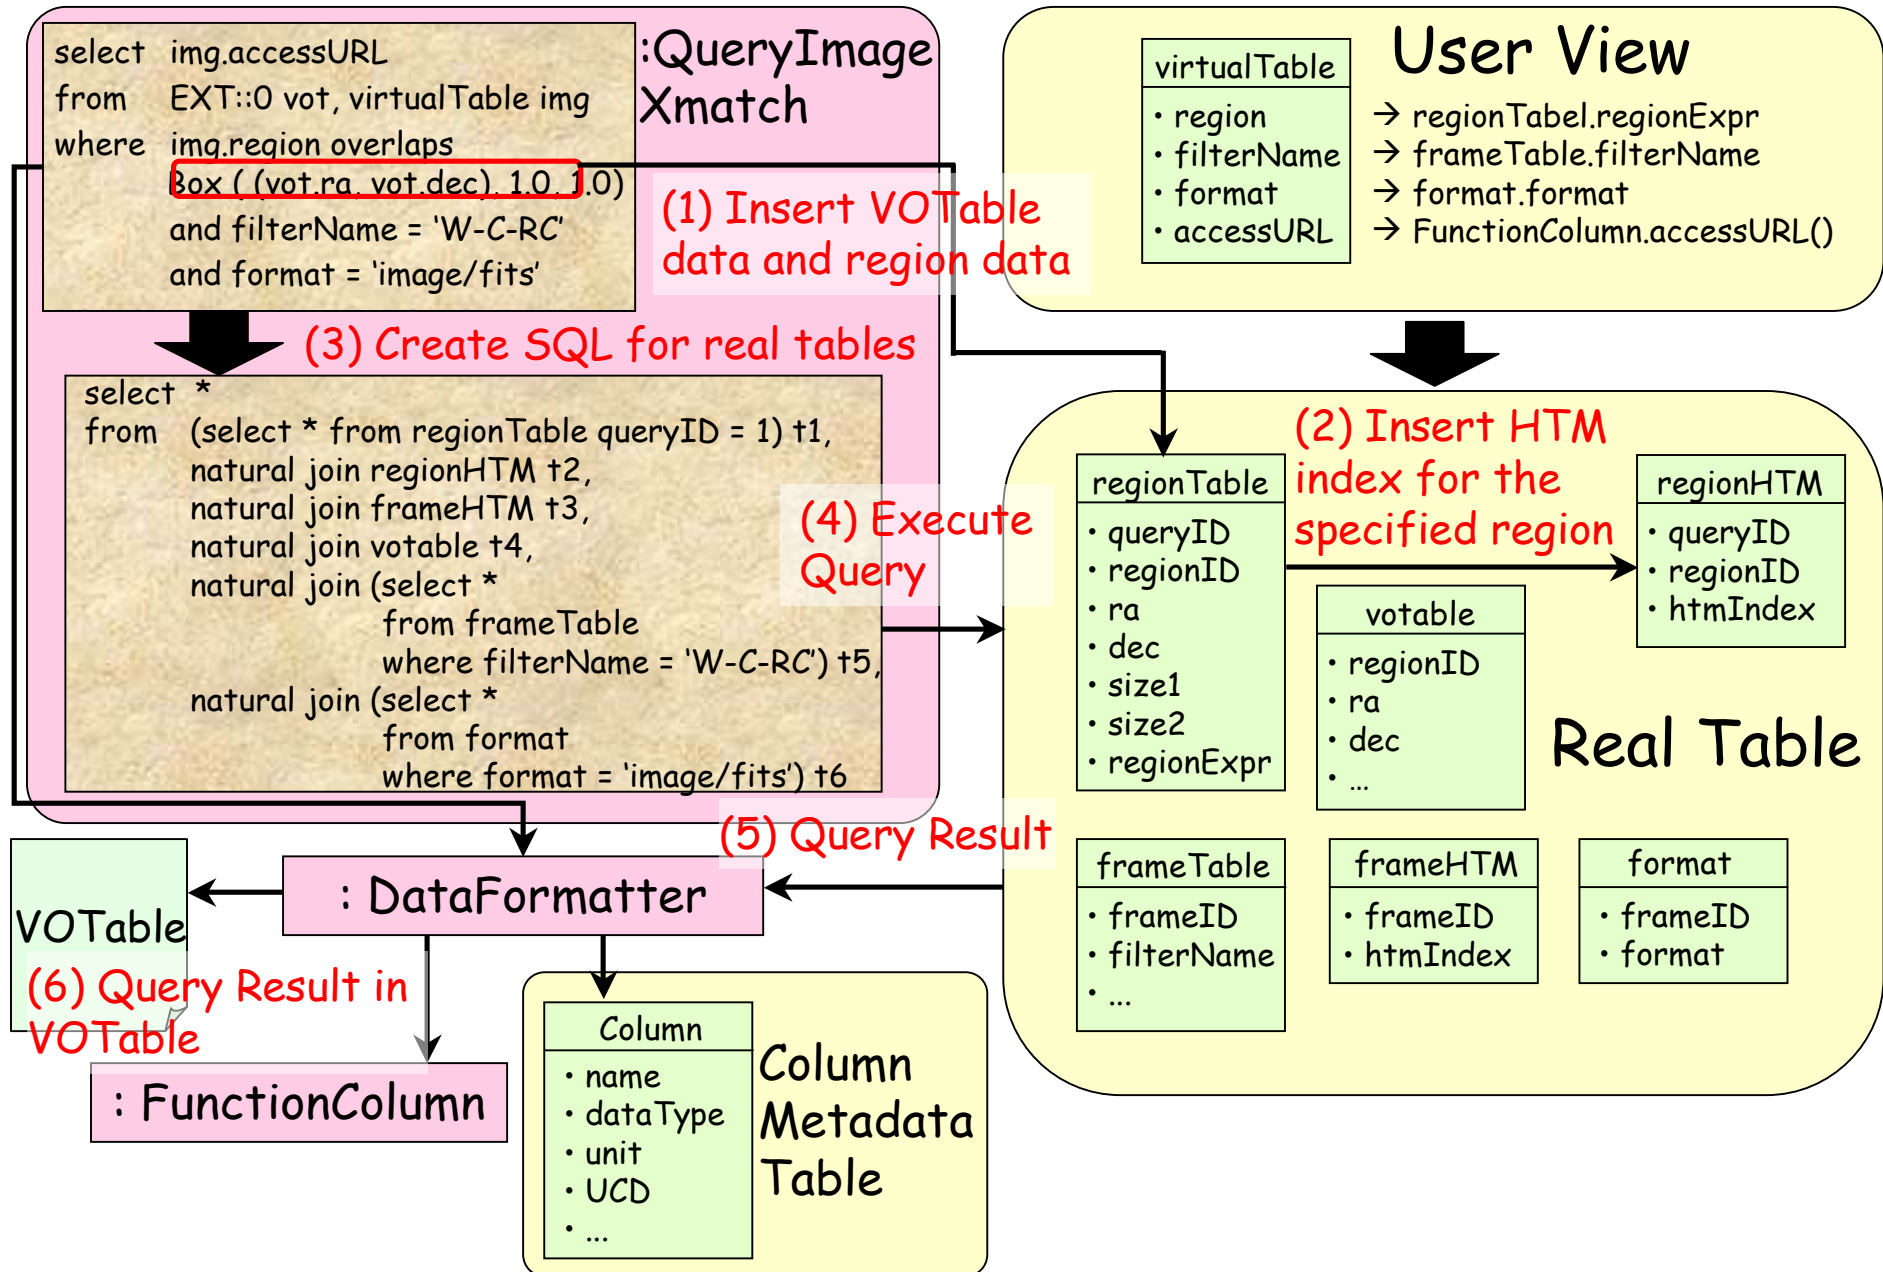 select img.accessURL
from EXT::0 vot, virtualTable img
where img.region overlaps
Box ( (vot.ra, vot.dec), 1.0, 1.0)
and filterName = ‘W-C-RC’
and format = ‘image/fits’
:QueryImage
Xmatch
(1) Insert VOTable
data and region data
(3) Create SQL for real tables
select *
from (select * from regionTable queryID = 1) t1,
natural join regionHTM t2,
natural join frameHTM t3,
natural join votable t4,
natural join (select *
from frameTable
where filterName = ‘W-C-RC’) t5,
natural join (select *
from format
where format = ‘image/fits’) t6
(4) Execute
Query
(5) Query Result
User View
virtualTable
・region → regionTabel.regionExpr
・filterName → frameTable.filterName
・format → format.format
・accessURL → FunctionColumn.accessURL()
(2) Insert HTM
index for the
specified region
regionTable
・queryID
・regionID
・ra
・dec
・size1
・size2
・regionExpr
regionHTM
・queryID
・regionID
・htmIndex
votable
・regionID
・ra
・dec
・…
Real Table
frameTable
・frameID
・filterName
・…
frameHTM
・frameID
・htmIndex
format
・frameID
・format
: DataFormatter
VOTable
(6) Query Result in
VOTable
: FunctionColumn
Column
・name
・dataType
・unit
・UCD
・…
Column
Metadata
Table